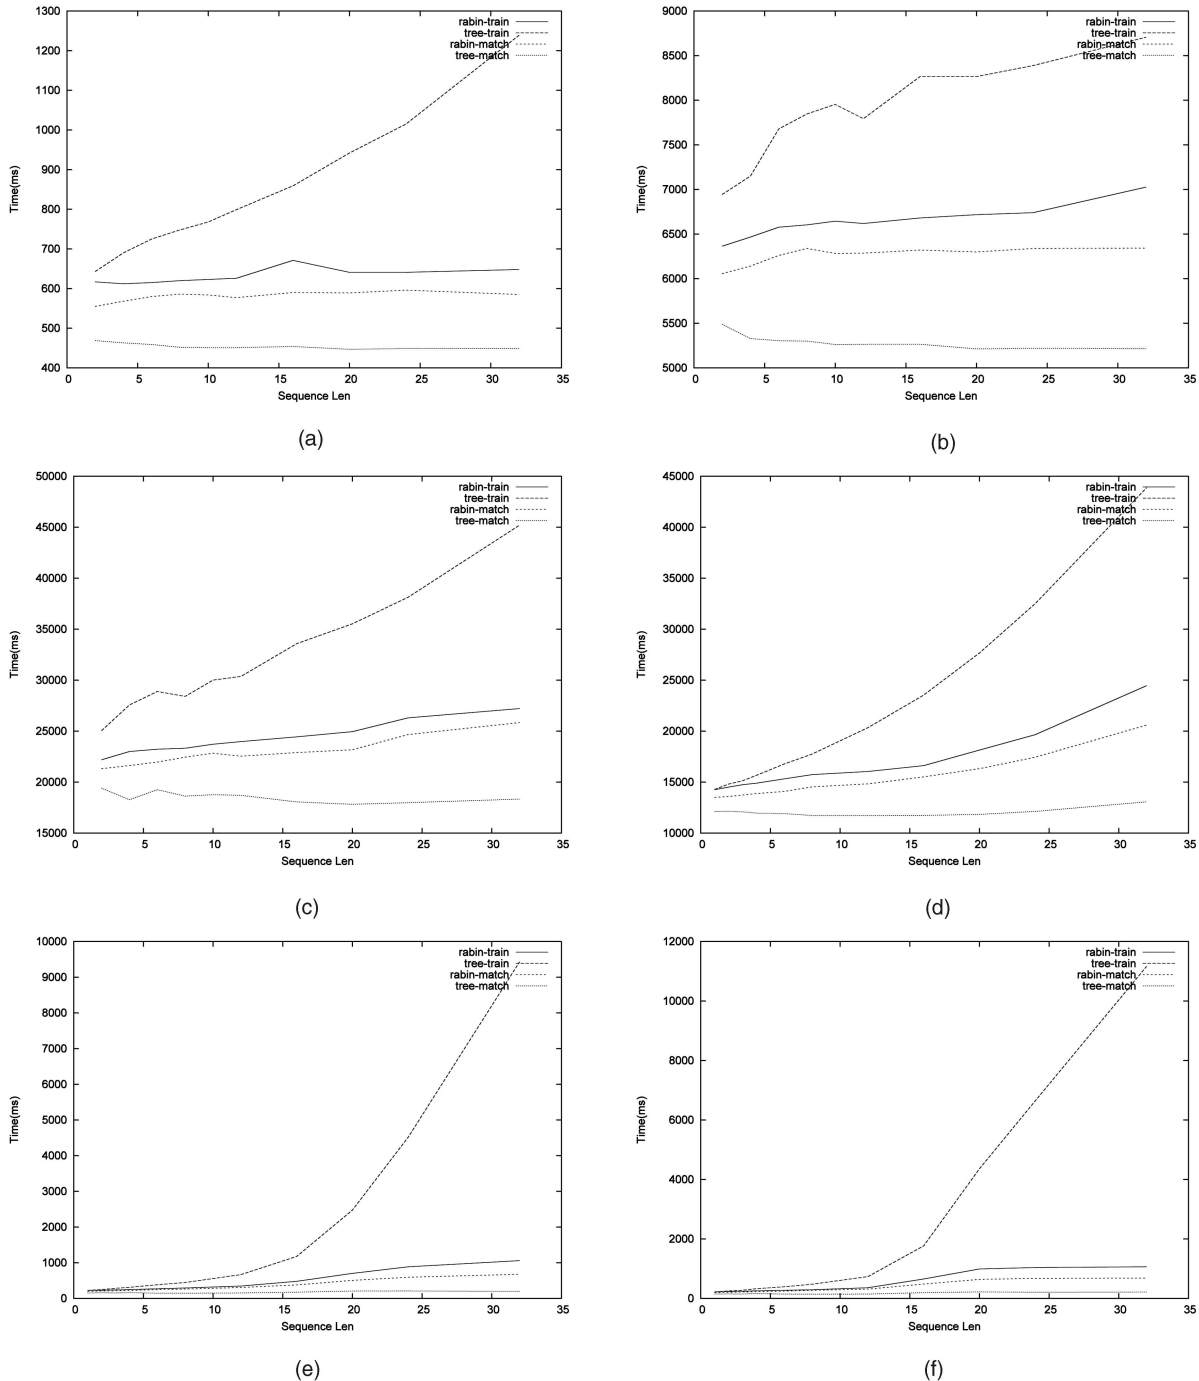 1300
1200
1100
1000
900
800
700
600
500
400
0 5 10 15 20 25 30 35
Time(ms)
Sequence Len
rabin-train
tree-train
rabin-match
tree-match
(a)
9000
8500
8000
7500
7000
6500
6000
5500
5000
0 5 10 15 20 25 30 35
Time(ms)
Sequence Len
rabin-train
tree-train
rabin-match
tree-match
(b)
50000
45000
40000
35000
30000
25000
20000
15000
0 5 10 15 20 25 30 35
Time(ms)
Sequence Len
rabin-train
tree-train
rabin-match
tree-match
(c)
45000
40000
35000
30000
25000
20000
15000
10000
0 5 10 15 20 25 30 35
Time(ms)
Sequence Len
rabin-train
tree-train
rabin-match
tree-match
(d)
10000
9000
8000
7000
6000
5000
4000
3000
2000
1000
0
0 5 10 15 20 25 30 35
Time(ms)
Sequence Len
rabin-train
tree-train
rabin-match
tree-match
(e)
12000
10000
8000
6000
4000
2000
0
0 5 10 15 20 25 30 35
Time(ms)
Sequence Len
rabin-train
tree-train
rabin-match
tree-match
(f)